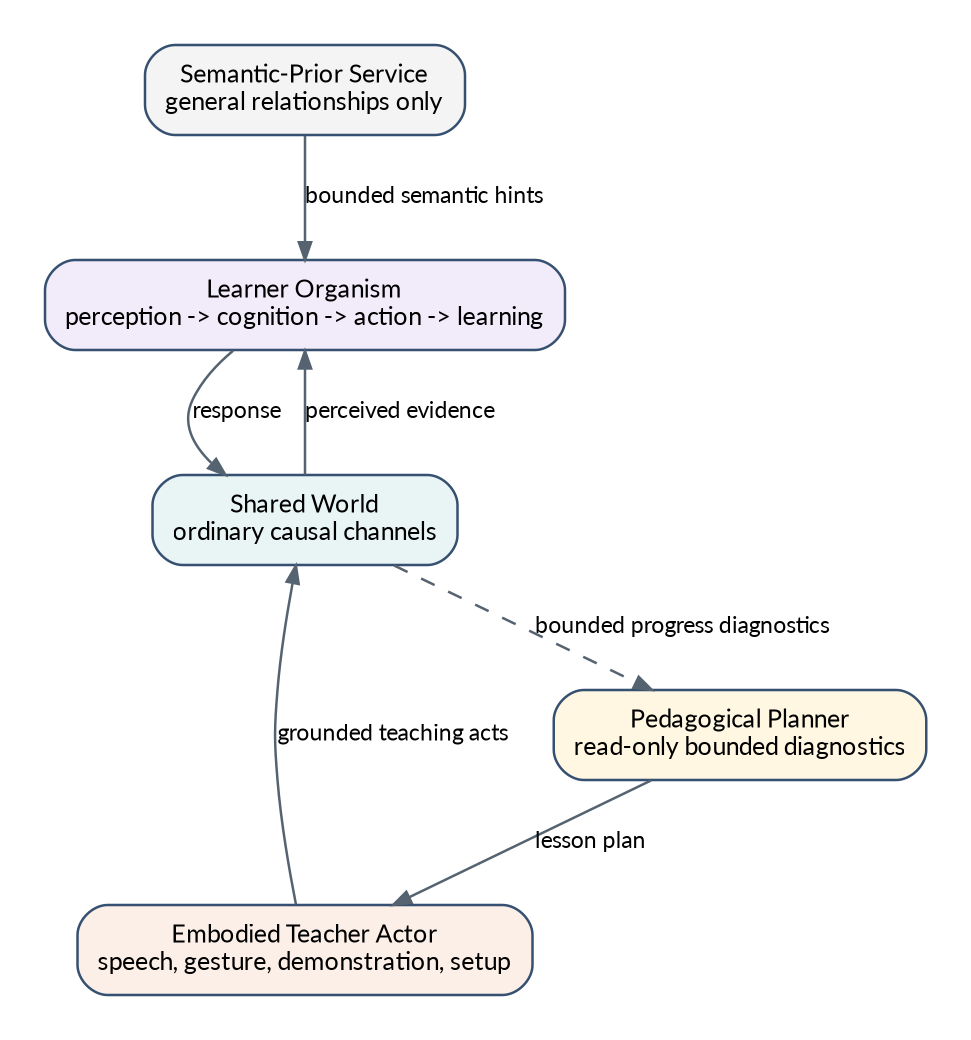 Semantic-Prior Service
general relationships only
bounded semantic hints
Learner Organism
perception -> cognition -> action -> learning
response
perceived evidence
Shared World
ordinary causal channels
bounded progress diagnostics
Pedagogical Planner
read-only bounded diagnostics
grounded teaching acts
lesson plan
Embodied Teacher Actor
speech, gesture, demonstration, setup